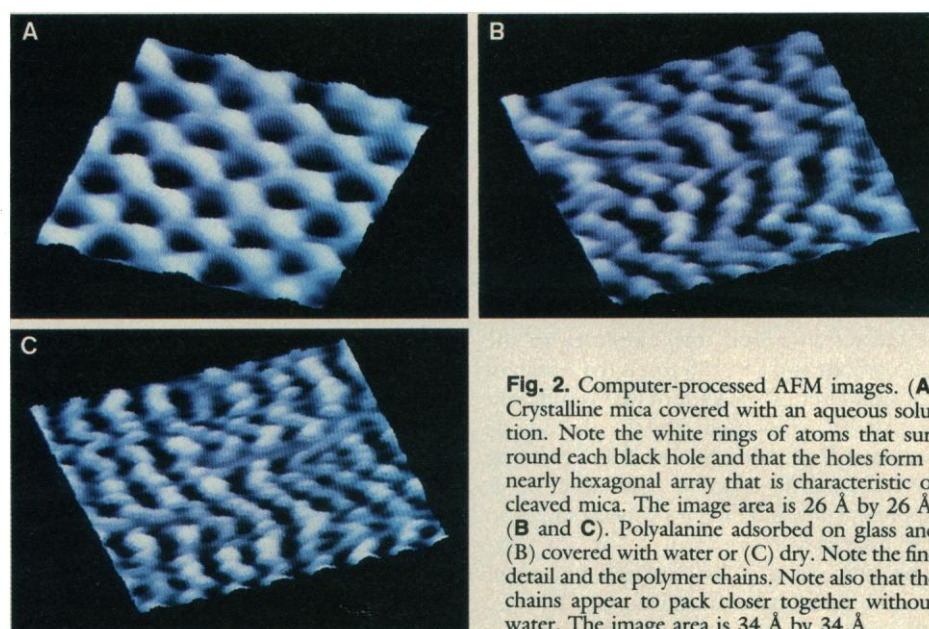 A
B
C
Fig. 2. Computer-processed AFM images. (A
Crystalline mica covered with an aqueous solu
tion. Note the white rings of atoms that sur
round each black hole and that the holes form
nearly hexagonal array that is characteristic o
cleaved mica. The image area is 26 Å by 26 Å
(B and C). Polyalanine adsorbed on glass and
(B) covered with water or (C) dry. Note the fin
detail and the polymer chains. Note also that the
chains appear to pack closer together withou
water. The image area is 34 Å by 34 Å